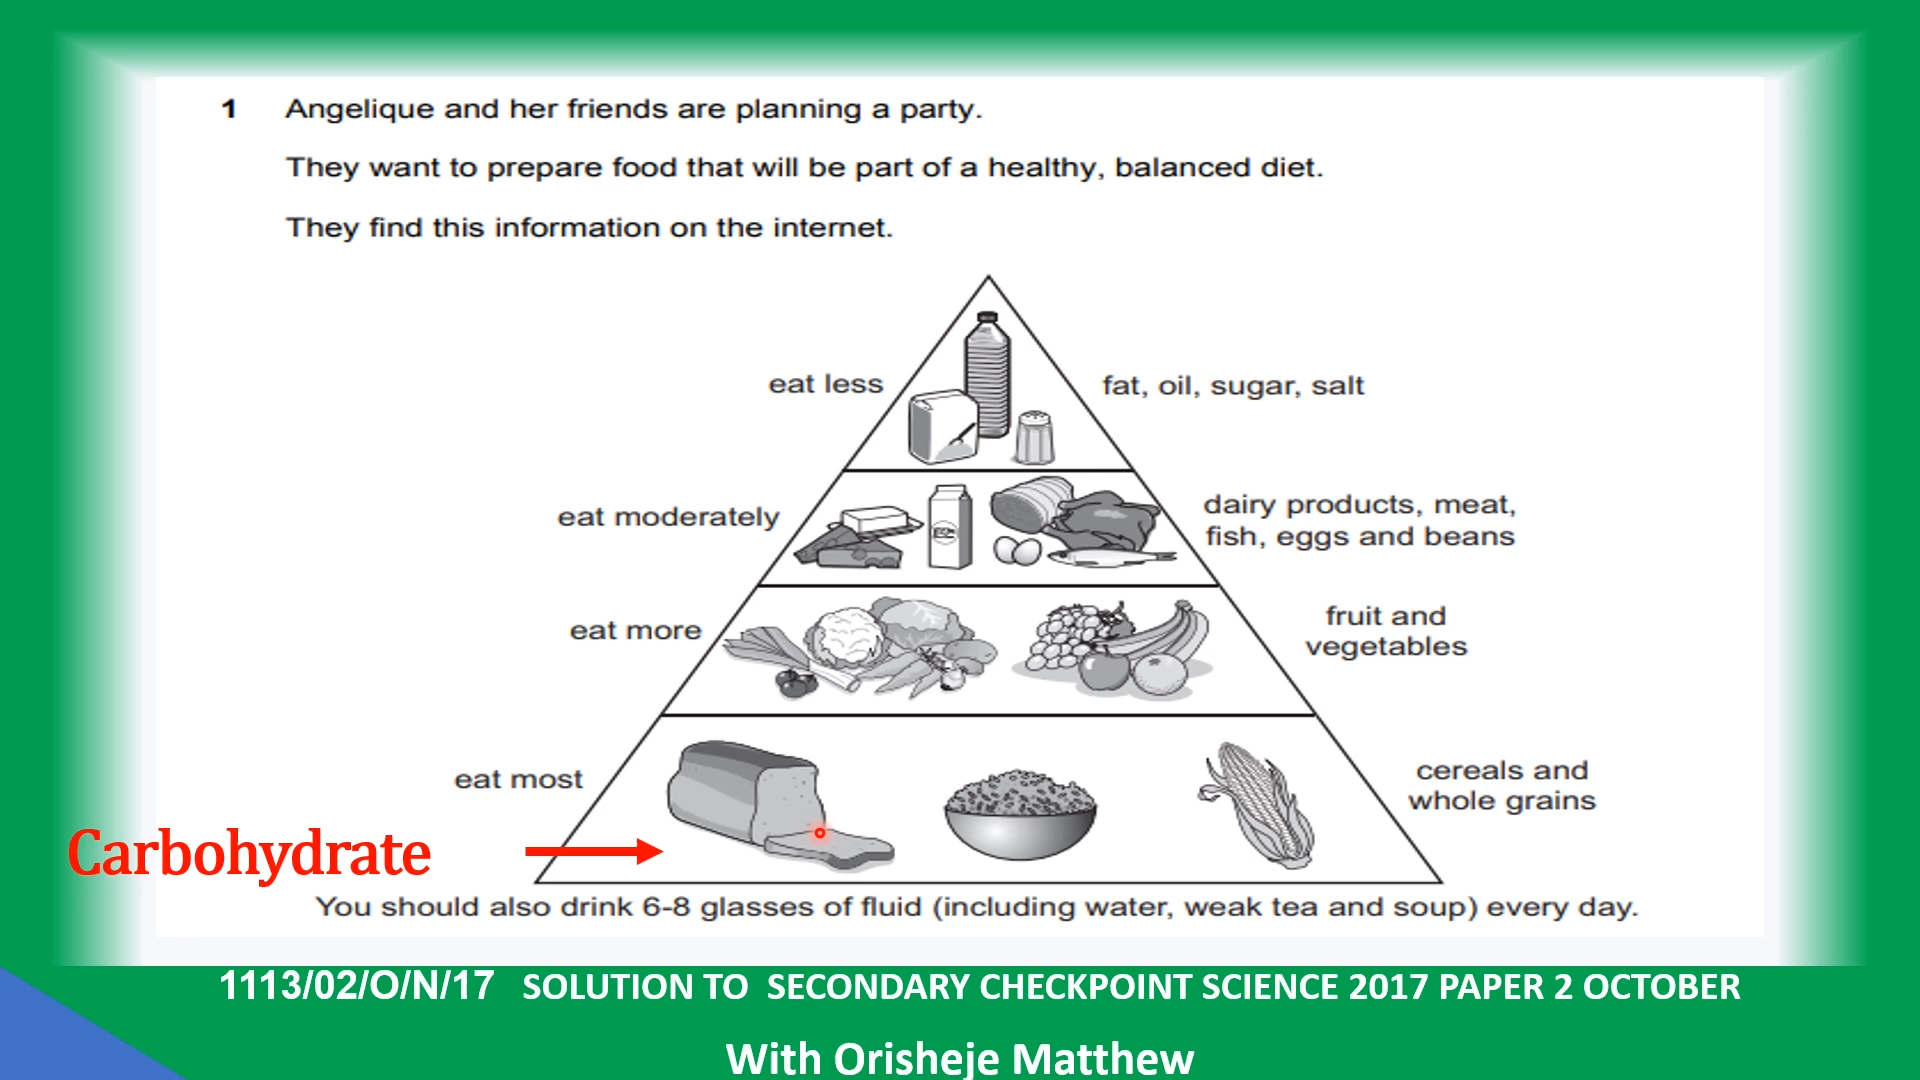 1 Angelique and her friends are planning a party.
They want to prepare food that will be part of a healthy, balanced diet.
They find this information on the internet.
eat less
fat, oil, sugar, salt
eat moderately
dairy products, meat,
fish, eggs and beans
eat more
fruit and
vegetables
eat most
cereals and
whole grains
Carbohydrate
You should also drink 6-8 glasses of fluid (including water, weak tea and soup) every day.
1113/02/O/N/17 SOLUTION TO SECONDARY CHECKPOINT SCIENCE 2017 PAPER 2 OCTOBER
With Orisheje Matthew